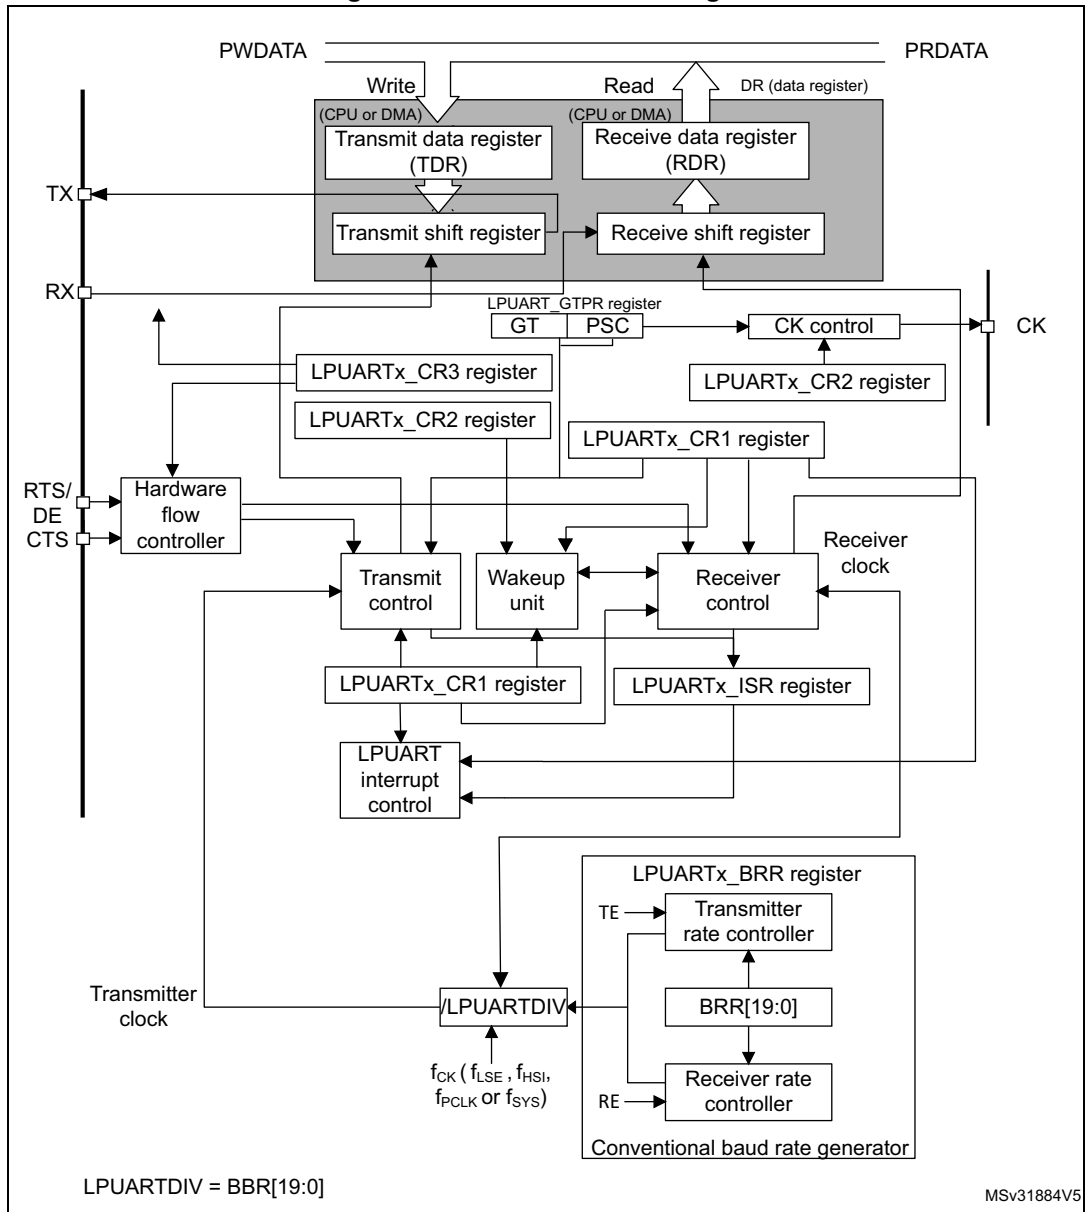 PWDATA
PRDATA
Write
Read
DR (data register)
(CPU or DMA)
(CPU or DMA)
Transmit data register
(TDR)
Receive data register
(RDR)
TX
Transmit shift register
Receive shift register
RX
LPUART_GTPR register
GT
PSC
CK control
CK
LPUARTx_CR3 register
LPUARTx_CR2 register
LPUARTx_CR2 register
LPUARTx_CR1 register
RTS/
DE
CTS
Hardware
flow
controller
Receiver
clock
Transmit
control
Wakeup
unit
Receiver
control
LPUARTx_CR1 register
LPUARTx_ISR register
LPUART
interrupt
control
LPUARTx_BRR register
TE
Transmitter
rate controller
Transmitter
clock
/LPUARTDIV
BRR[19:0]
fCK ( fLSE , fHSI,
fPCLK or fSYS)
RE
Receiver rate
controller
Conventional baud rate generator
LPUARTDIV = BBR[19:0]
MSv31884V5